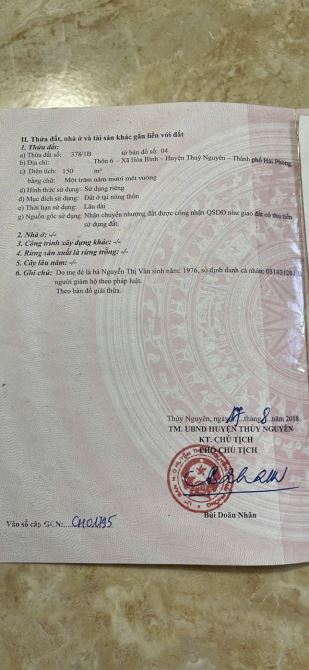 II. Thửa đất, nhà ở và tài sản khác gắn liền với đất
1. Thửa đất:
a) Thửa đất số: 378/1B tờ bản đồ số: 04
b) Địa chỉ: Thôn 6 – Xã Hòa Bình – Huyện Thuỷ Nguyên – Thành phố Hải Phòng
c) Diện tích: 150 m²
bằng chữ: Một trăm năm mươi mét vuông
d) Hình thức sử dụng: Sử dụng riêng
đ) Mục đích sử dụng: Đất ở tại nông thôn
e) Thời hạn sử dụng: Lâu dài
g) Nguồn gốc sử dụng: Nhận chuyển nhượng đất được công nhận QSDĐ như giao đất có thu tiền
sử dụng đất.
2. Nhà ở: -/-
3. Công trình xây dựng khác: -/-
4. Rừng sản xuất là rừng trồng: -/-
5. Cây lâu năm: -/-
6. Ghi chú: Do mẹ đẻ là bà Nguyễn Thị Vân sinh năm: 1976, số định danh cá nhân:
người giám hộ theo pháp luật.
Theo bản đồ giải thửa.
Thủy Nguyên, ngày 17 tháng 8 năm 2018
TM. UBND HUYỆN THỦY NGUYÊN
KT. CHỦ TỊCH
PHÓ CHỦ TỊCH
Bùi Doãn Nhân
Vào sổ cấp GCN: CH01795